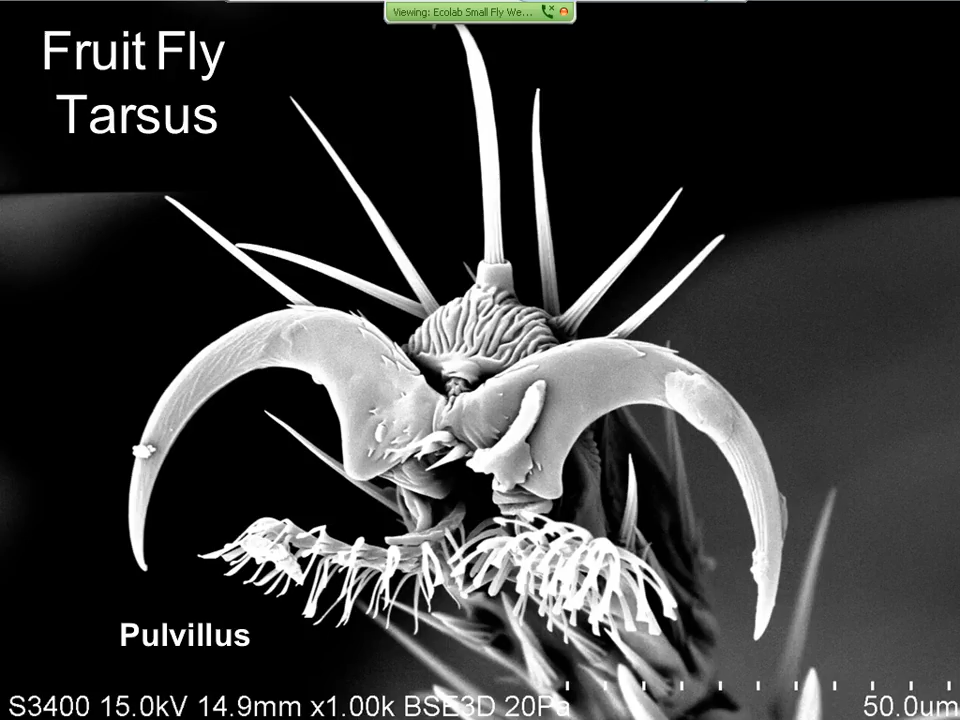 Viewing: Ecolab Small Fly We...
Fruit Fly
Tarsus
Pulvillus
S3400 15.0kV 14.9mm x1.00k BSE3D 20Pa 50.0um